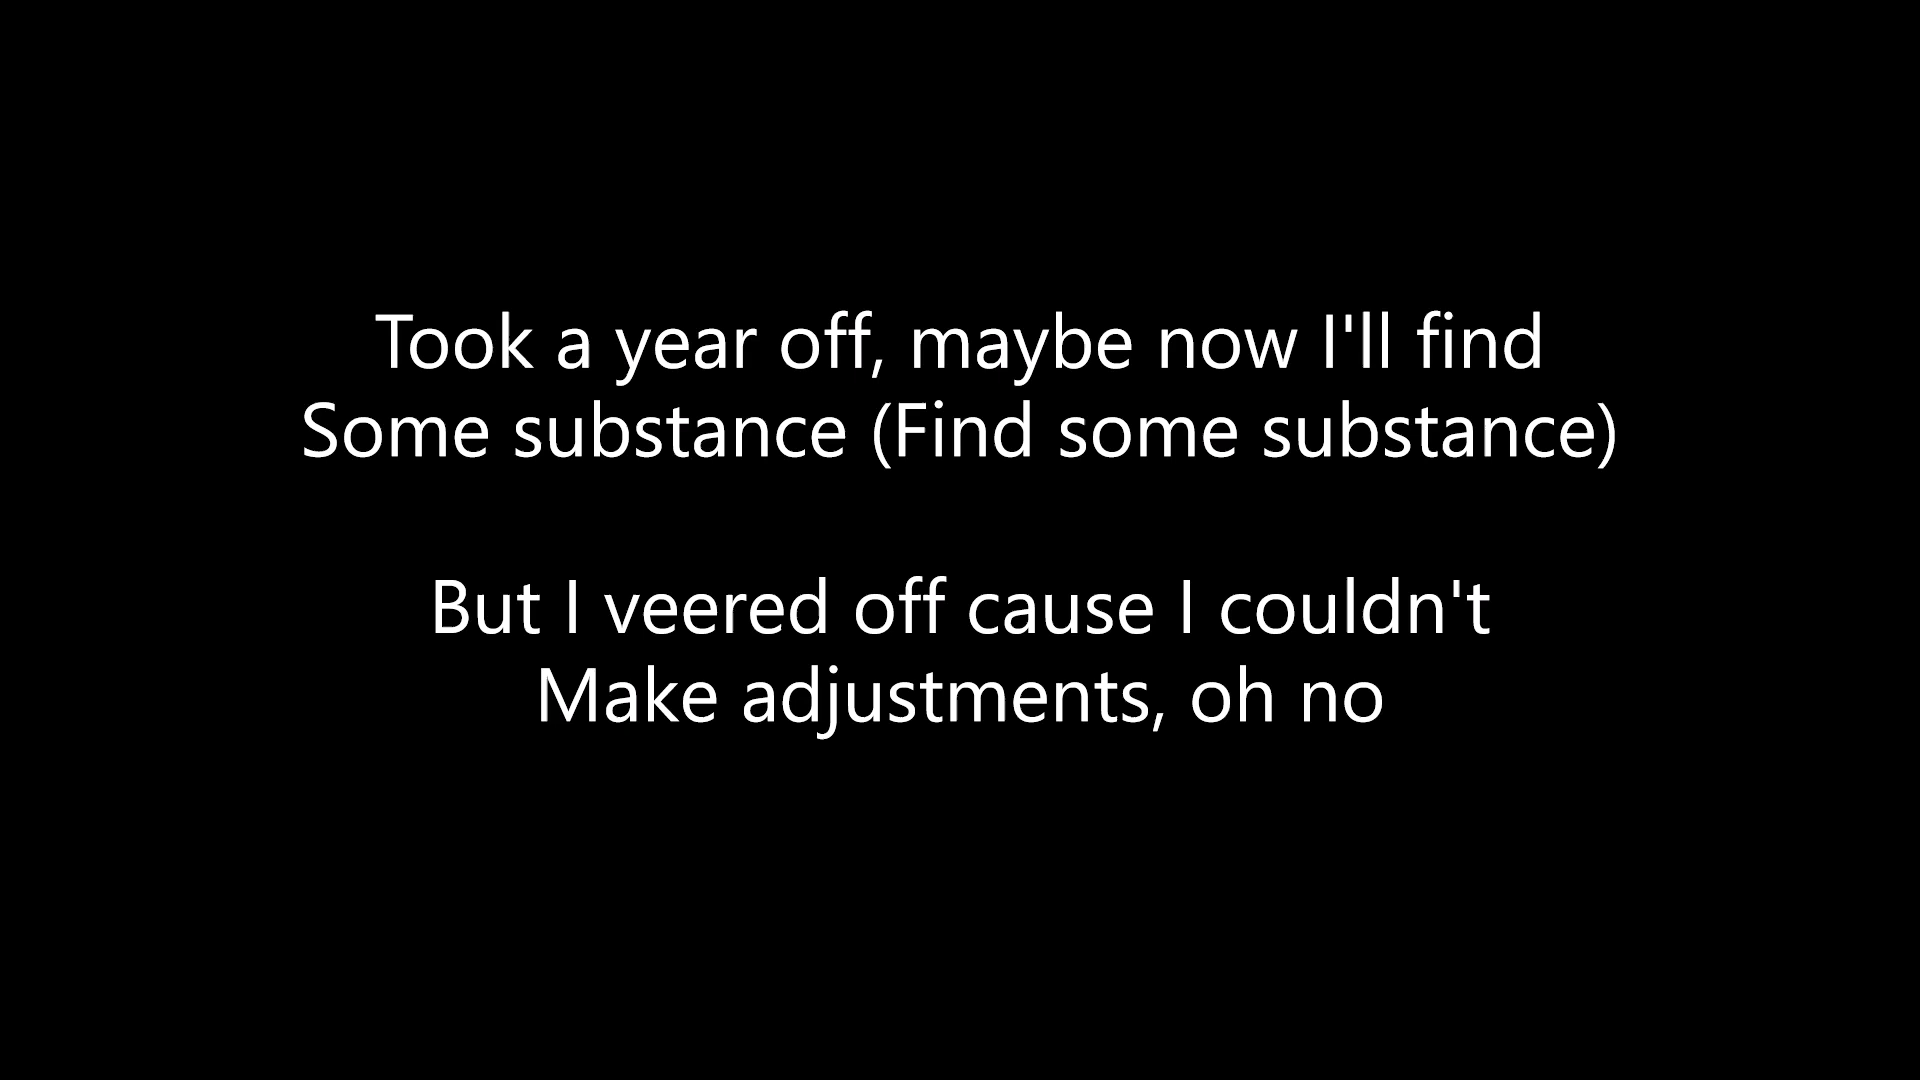 Took a year off, maybe now I'll find
Some substance (Find some substance)
But I veered off cause I couldn't
Make adjustments, oh no